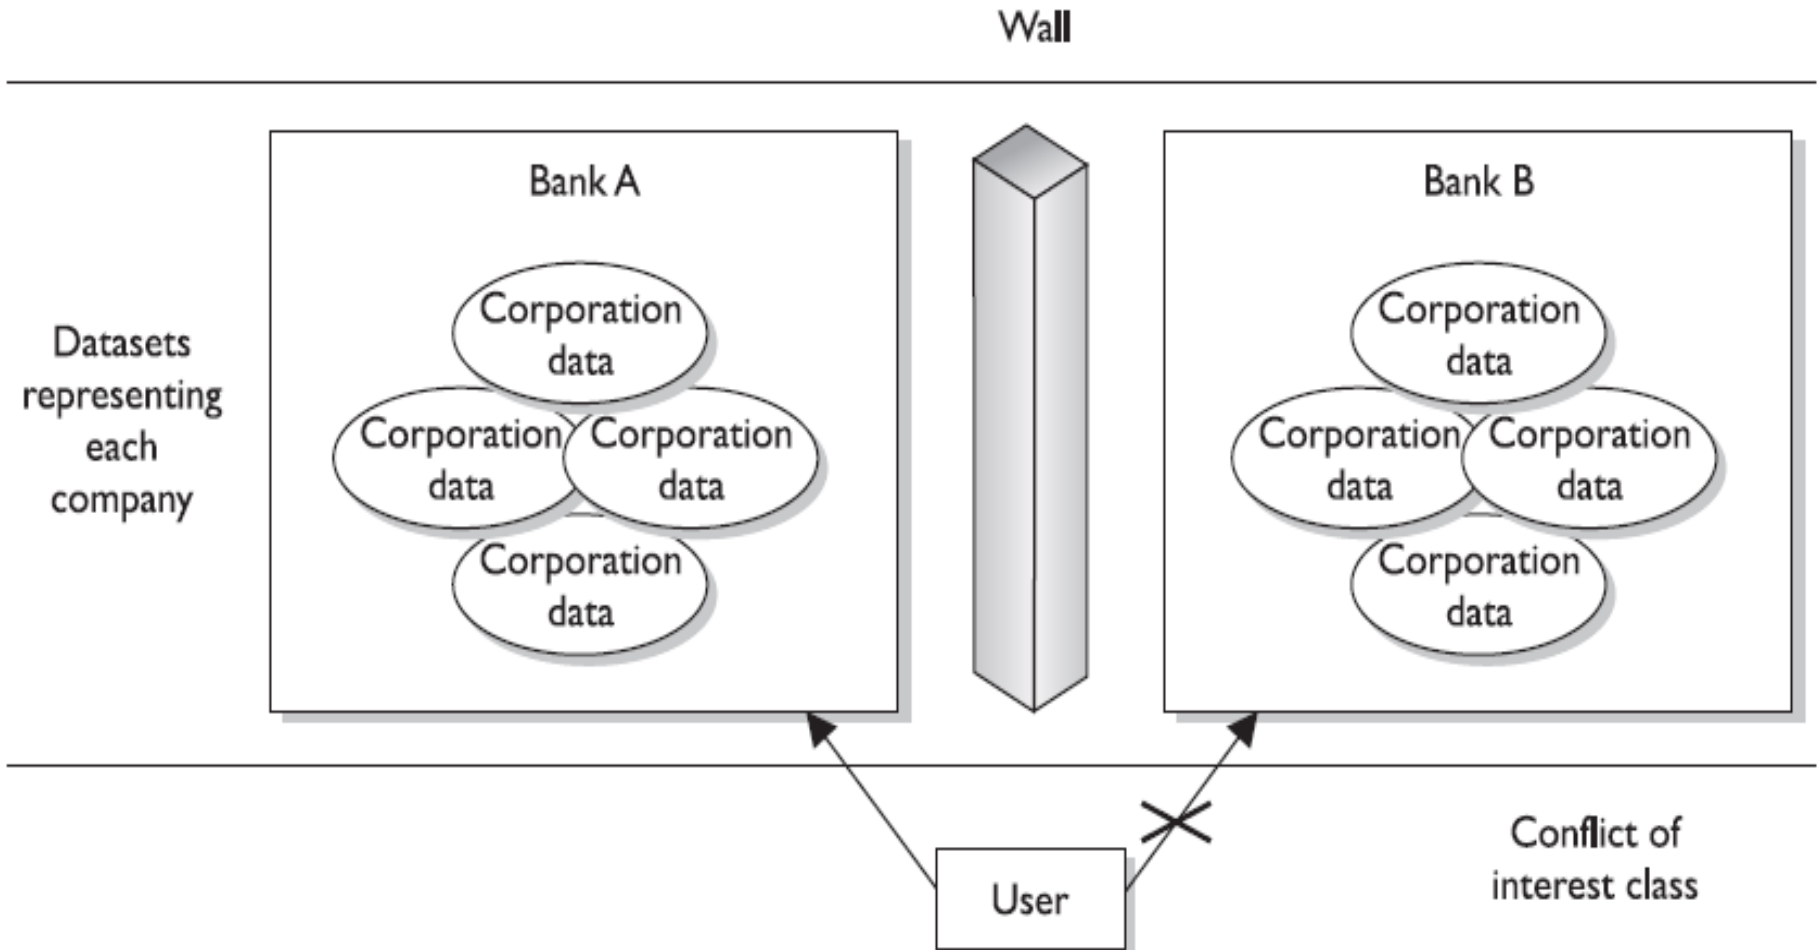 Wall
Datasets
representing
each
company
Bank A
Corporation
data
Corporation
data
Corporation
data
Corporation
data
Bank B
Corporation
data
Corporation
data
Corporation
data
Corporation
data
User
Conflict of
interest class